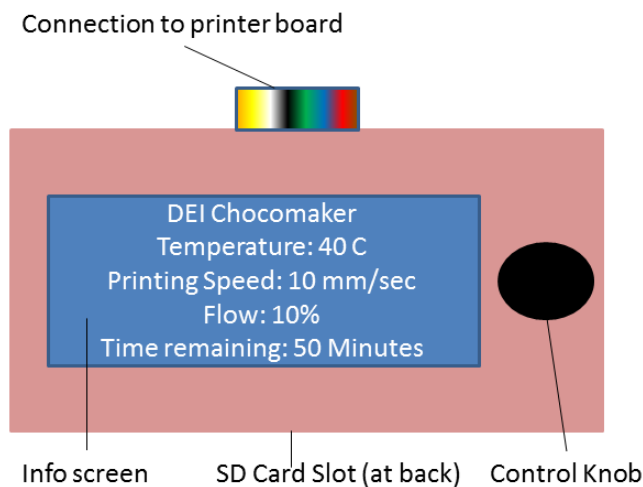 Connection to printer board
DEI Chocomaker
Temperature: 40 C
Printing Speed: 10 mm/sec
Flow: 10%
Time remaining: 50 Minutes
Info screen
SD Card Slot (at back)
Control Knob